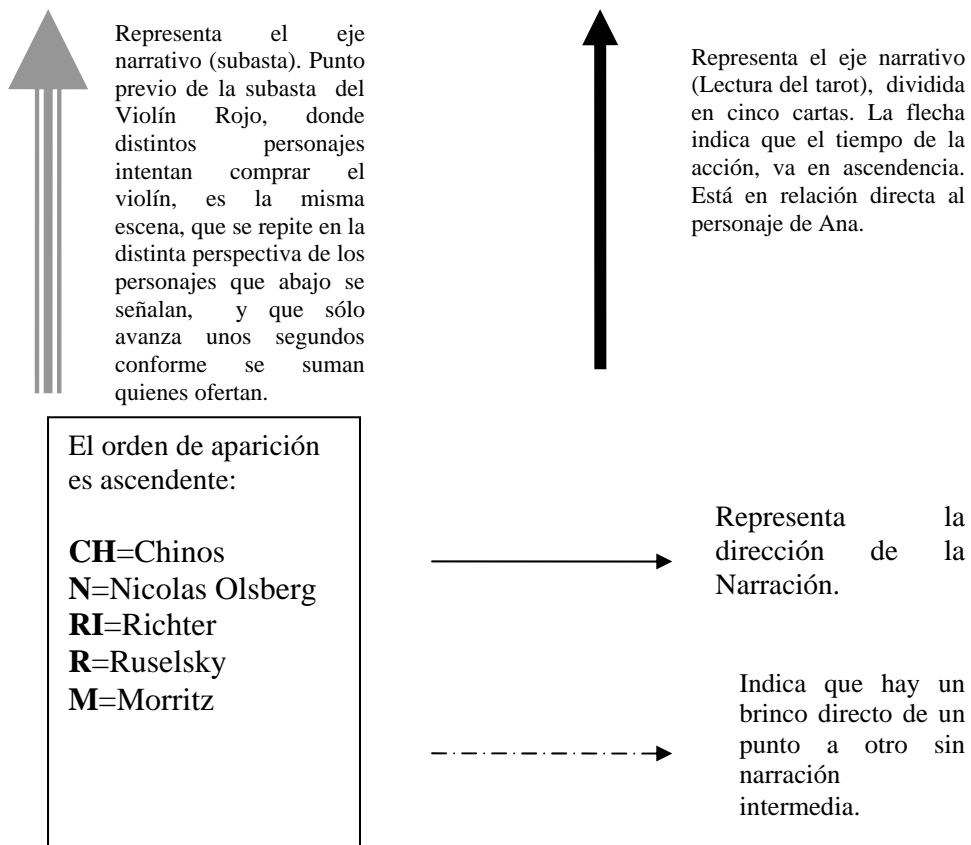 Representa el eje
narrativo (subasta). Punto
previo de la subasta del
Violín Rojo, donde
distintos personajes
intentan comprar el
violín, es la misma
escena, que se repite en la
distinta perspectiva de los
personajes que abajo se
señalan, y que sólo
avanza unos segundos
conforme se suman
quienes ofertan.
Representa el eje narrativo
(Lectura del tarot), dividida
en cinco cartas. La flecha
indica que el tiempo de la
acción, va en ascendencia.
Está en relación directa al
personaje de Ana.
El orden de aparición
es ascendente:
CH=Chinos
N=Nicolas Olsberg
RI=Richter
R=Ruselsky
M=Morritz
Representa la
dirección de la
Narración.
Indica que hay un
brinco directo de un
punto a otro sin
narración
intermedia.